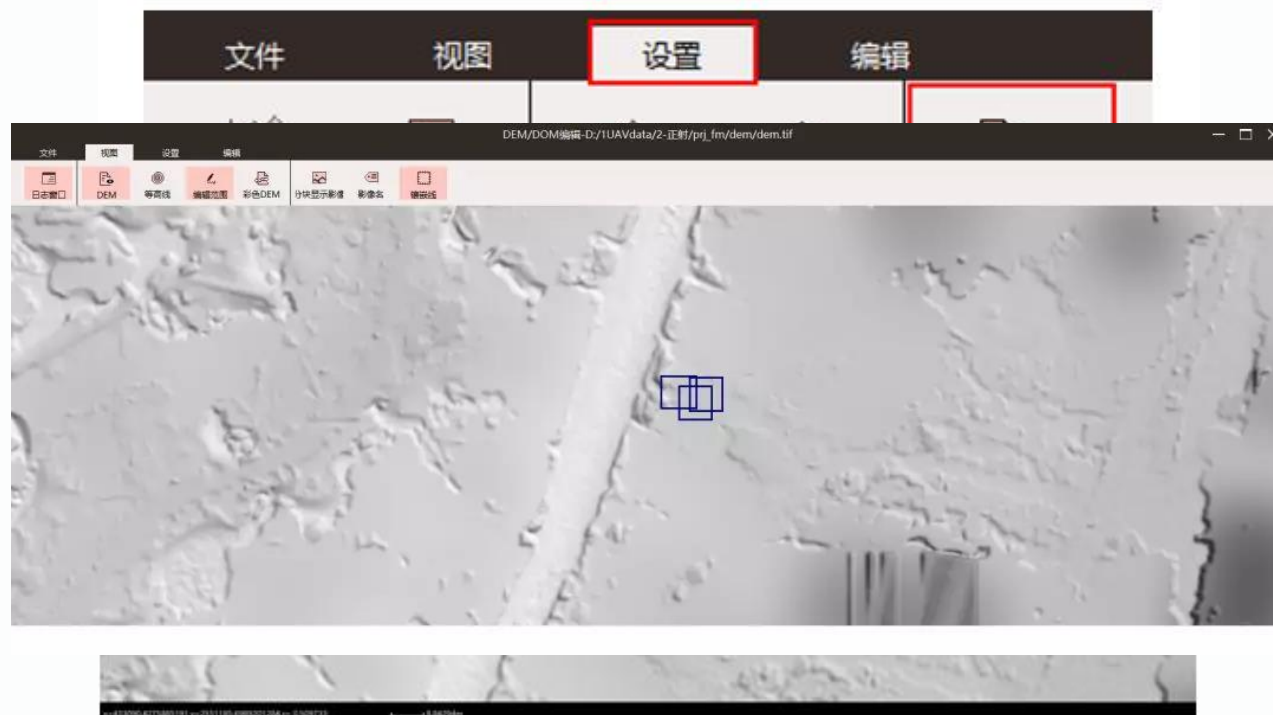 文件 视图 设置 编辑
DEM/DOM编辑-D:/1UAVdata/2-正射/prj_fm/dem/dem.tif
文件 视图 设置 编辑
日志窗口 DEM 等高线 编辑范围 彩色DEM 分块显示影像 影像名 镶嵌线